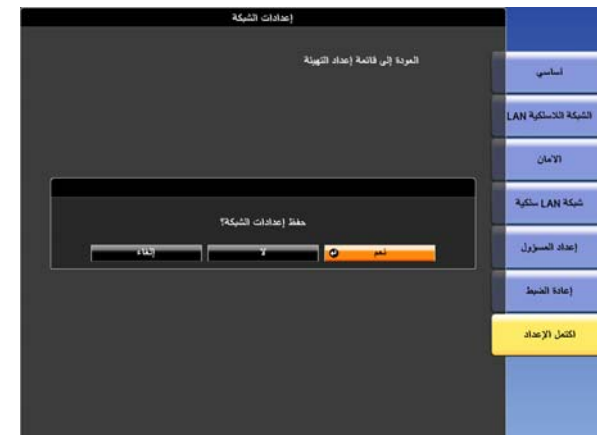 إعدادات الشبكة
العودة إلى قائمة إعداد التهيئة
أساسي
الشبكة اللاسلكية LAN
الأمان
شبكة LAN سلكية
إعداد المسؤول
إعادة الضبط
اكتمل الإعداد
حفظ إعدادات الشبكة؟
نعم
لا
إلغاء